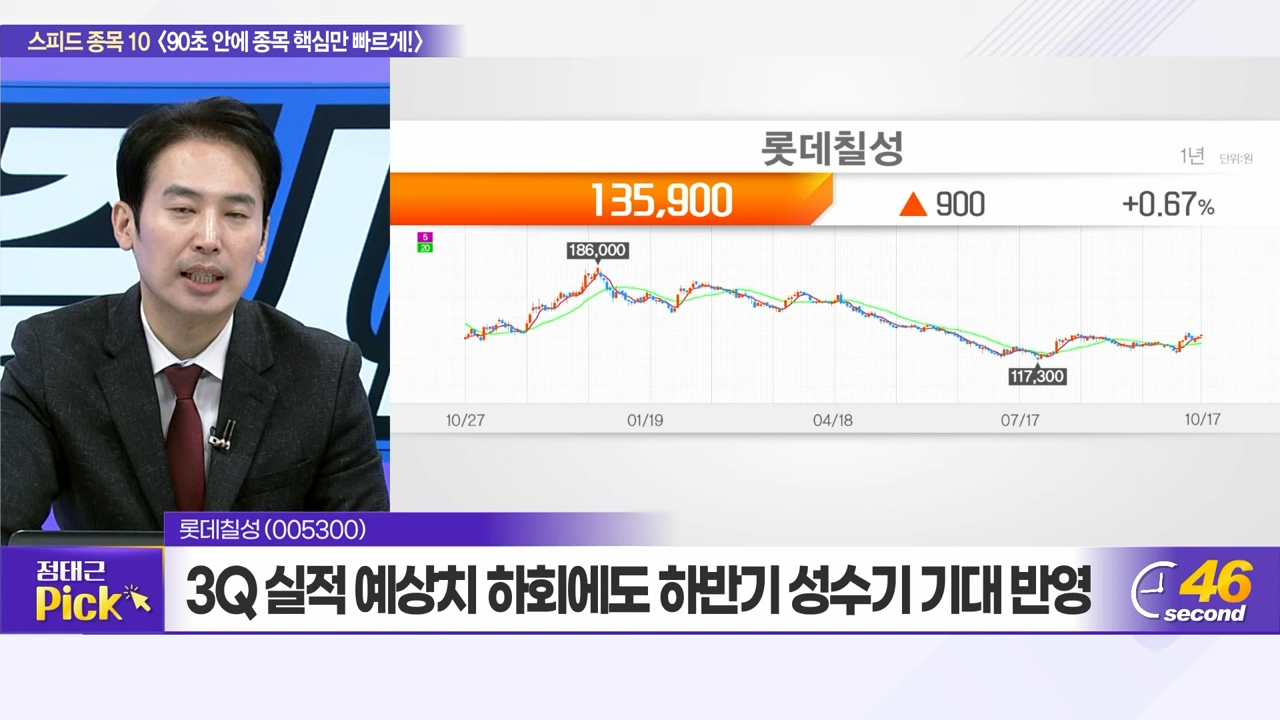 스피드 종목 10 〈90초 안에 종목 핵심만 빠르게!〉
롯데칠성
1년 단위:원
135,900 ▲ 900 +0.67%
5
20
186,000
117,300
10/27 01/19 04/18 07/17 10/17
롯데칠성 (005300)
정태근
Pick
3Q 실적 예상치 하회에도 하반기 성수기 기대 반영
46
second